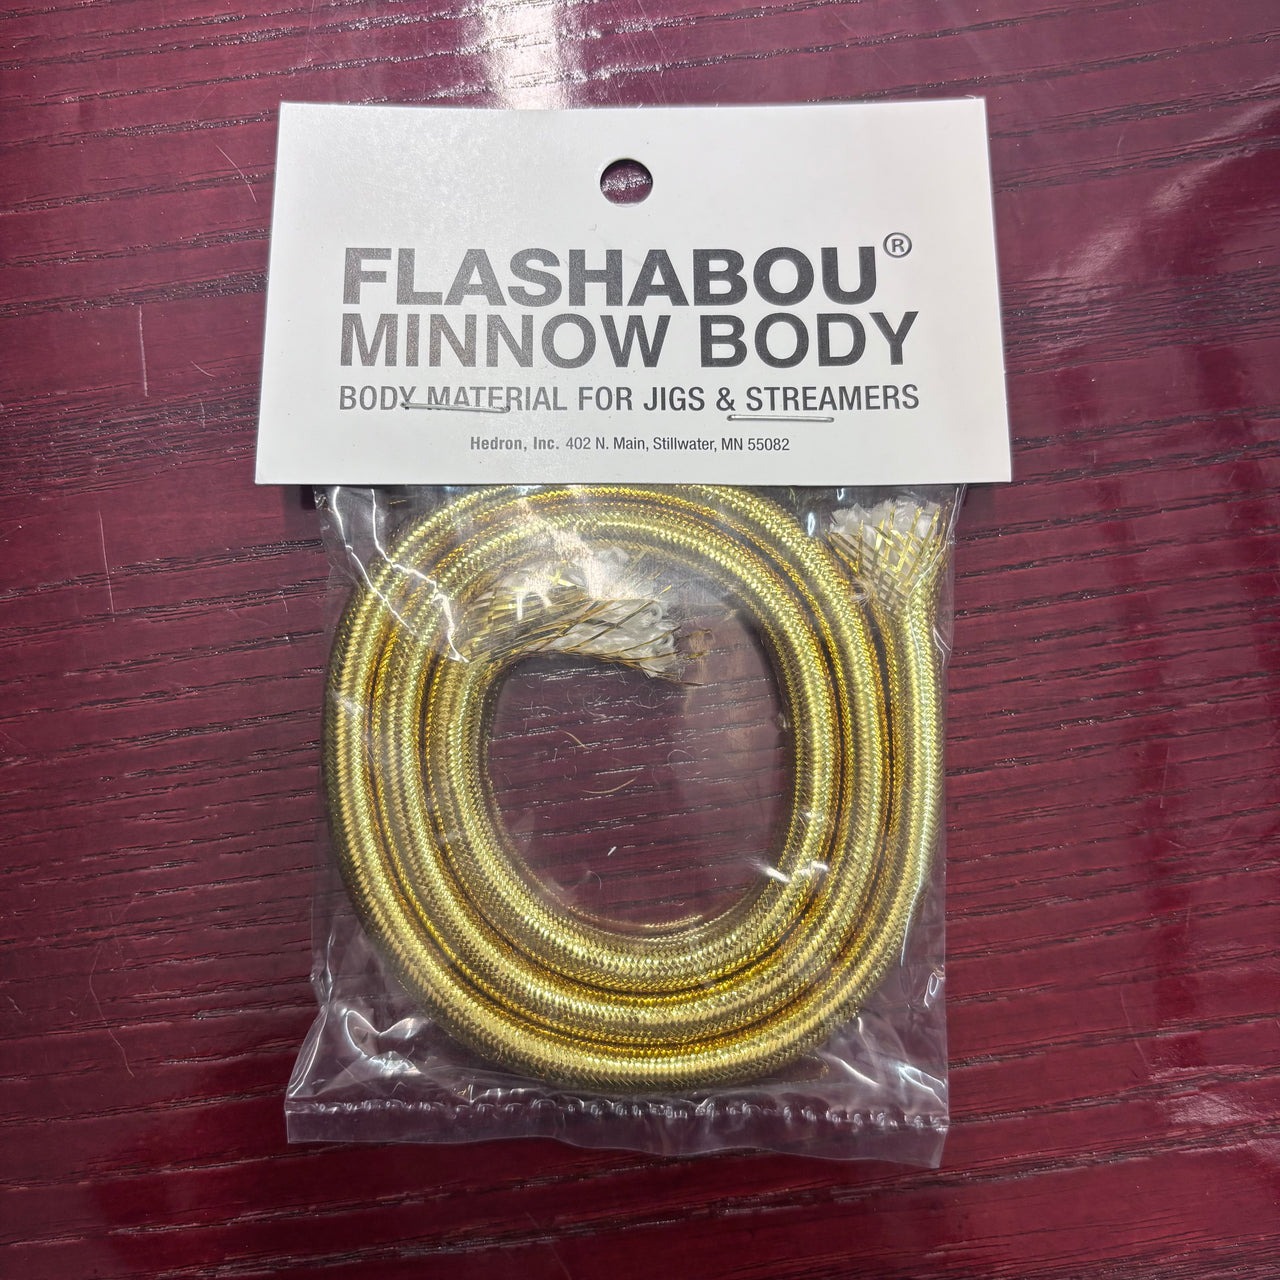 FLASHABOU®
MINNOW BODY
BODY MATERIAL FOR JIGS & STREAMERS
Hedron, Inc. 402 N. Main, Stillwater, MN 55082